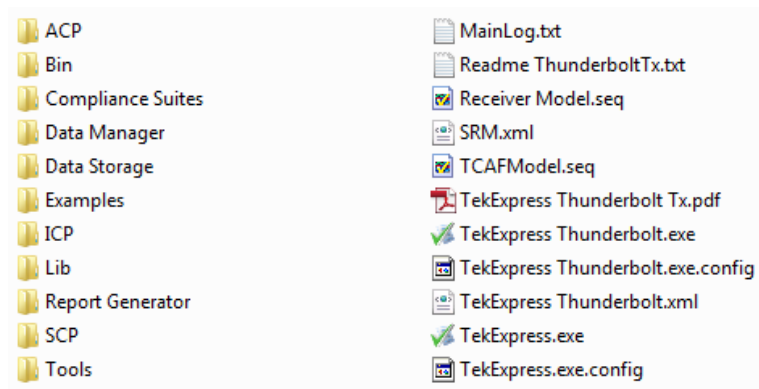 ACP
Bin
Compliance Suites
Data Manager
Data Storage
Examples
ICP
Lib
Report Generator
SCP
Tools
MainLog.txt
Readme ThunderboltTx.txt
Receiver Model.seq
SRM.xml
TCAFModel.seq
TekExpress Thunderbolt Tx.pdf
TekExpress Thunderbolt.exe
TekExpress Thunderbolt.exe.config
TekExpress Thunderbolt.xml
TekExpress.exe
TekExpress.exe.config